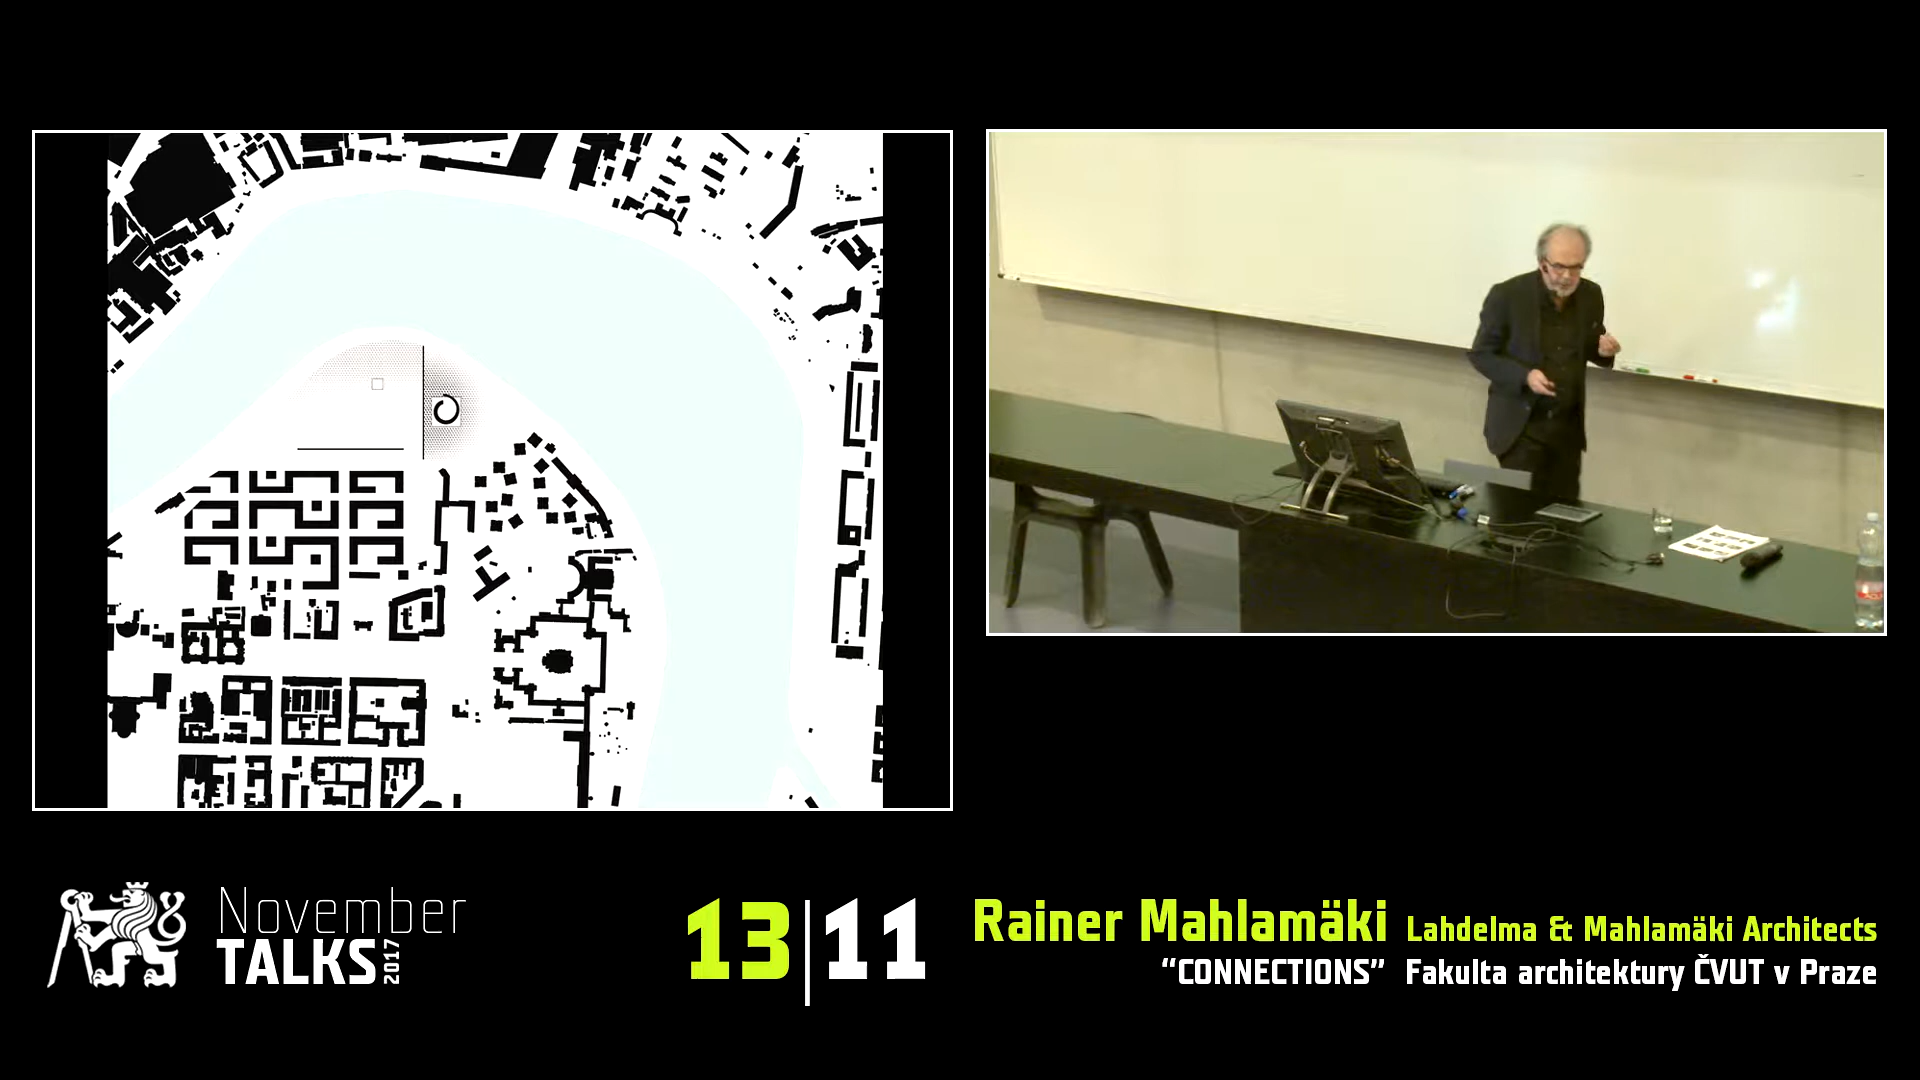 November
TALKS 2017
13|11
Rainer Mahlamäki Lahdelma & Mahlamäki Architects
“CONNECTIONS” Fakulta architektury ČVUT v Praze